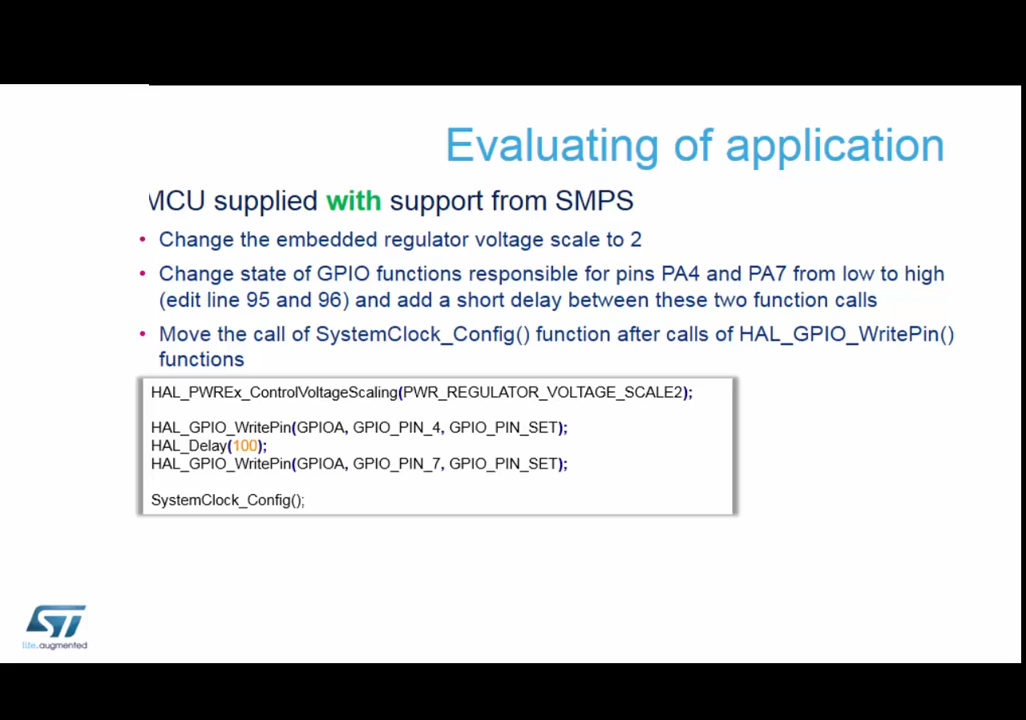 Evaluating of application
MCU supplied with support from SMPS
• Change the embedded regulator voltage scale to 2
• Change state of GPIO functions responsible for pins PA4 and PA7 from low to high
(edit line 95 and 96) and add a short delay between these two function calls
• Move the call of SystemClock_Config() function after calls of HAL_GPIO_WritePin()
functions
HAL_PWREx_ControlVoltageScaling(PWR_REGULATOR_VOLTAGE_SCALE2);
HAL_GPIO_WritePin(GPIOA, GPIO_PIN_4, GPIO_PIN_SET);
HAL_Delay(100);
HAL_GPIO_WritePin(GPIOA, GPIO_PIN_7, GPIO_PIN_SET);
SystemClock_Config();
ST
life.augmented